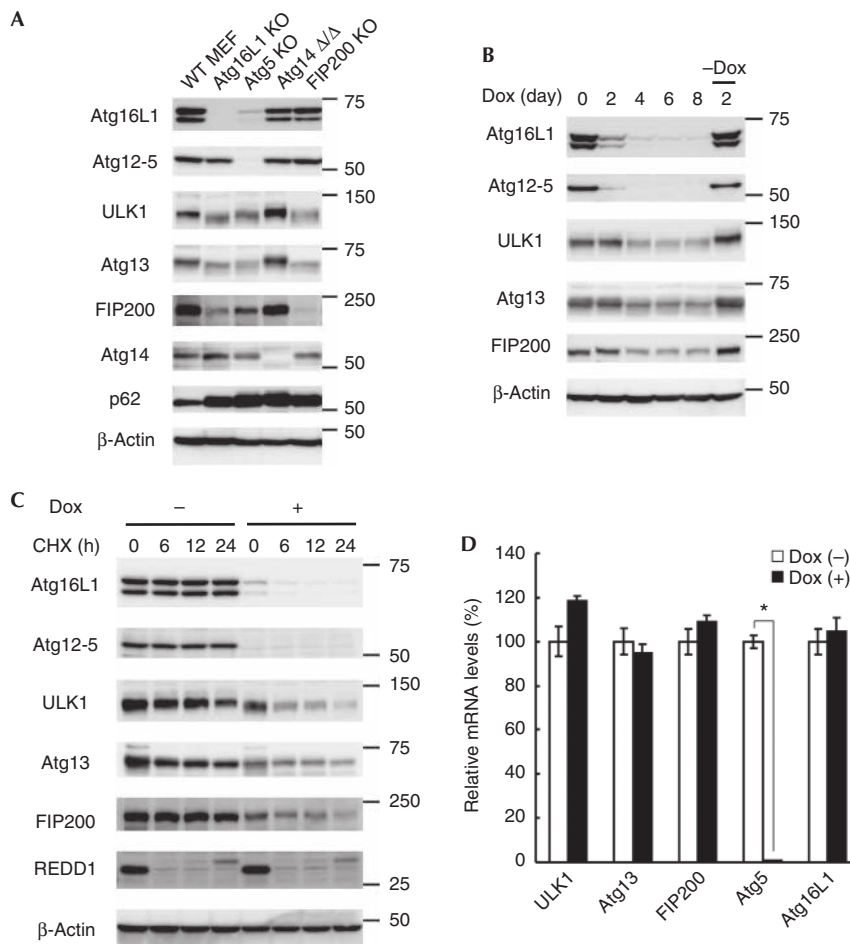 A
WT MEF
Atg16L1 KO
Atg5 KO
Atg14 Δ/Δ
FIP200 KO
Atg16L1
75
Atg12-5
50
ULK1
150
Atg13
75
FIP200
250
Atg14
50
p62
50
β-Actin
50
B
–Dox
Dox (day) 0 2 4 6 8 2
Atg16L1
75
Atg12-5
50
ULK1
150
Atg13
75
FIP200
250
β-Actin
50
C
Dox – +
CHX (h) 0 6 12 24 0 6 12 24
Atg16L1
75
Atg12-5
50
ULK1
150
Atg13
75
FIP200
250
REDD1
25
β-Actin
50
D
Relative mRNA levels (%)
140
120
100
80
60
40
20
0
Dox (–)
Dox (+)
*
ULK1
Atg13
FIP200
Atg5
Atg16L1